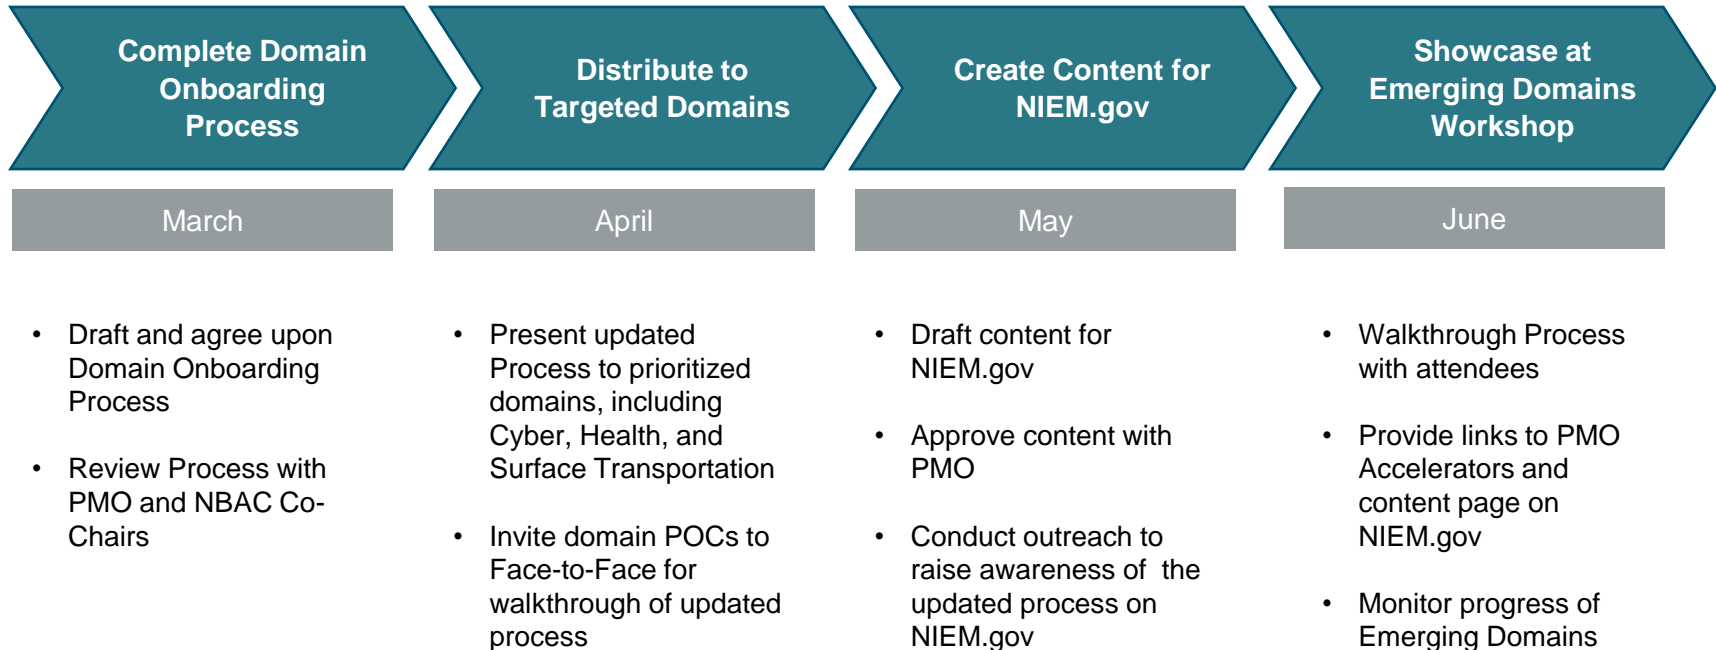 Complete Domain
Onboarding
Process
Distribute to
Targeted Domains
Create Content for
NIEM.gov
Showcase at
Emerging Domains
Workshop
March
April
May
June
• Draft and agree upon
Domain Onboarding
Process
• Review Process with
PMO and NBAC Co-
Chairs
• Present updated
Process to prioritized
domains, including
Cyber, Health, and
Surface Transportation
• Invite domain POCs to
Face-to-Face for
walkthrough of updated
process
• Draft content for
NIEM.gov
• Approve content with
PMO
• Conduct outreach to
raise awareness of  the
updated process on
NIEM.gov
• Walkthrough Process
with attendees
• Provide links to PMO
Accelerators and
content page on
NIEM.gov
• Monitor progress of
Emerging Domains